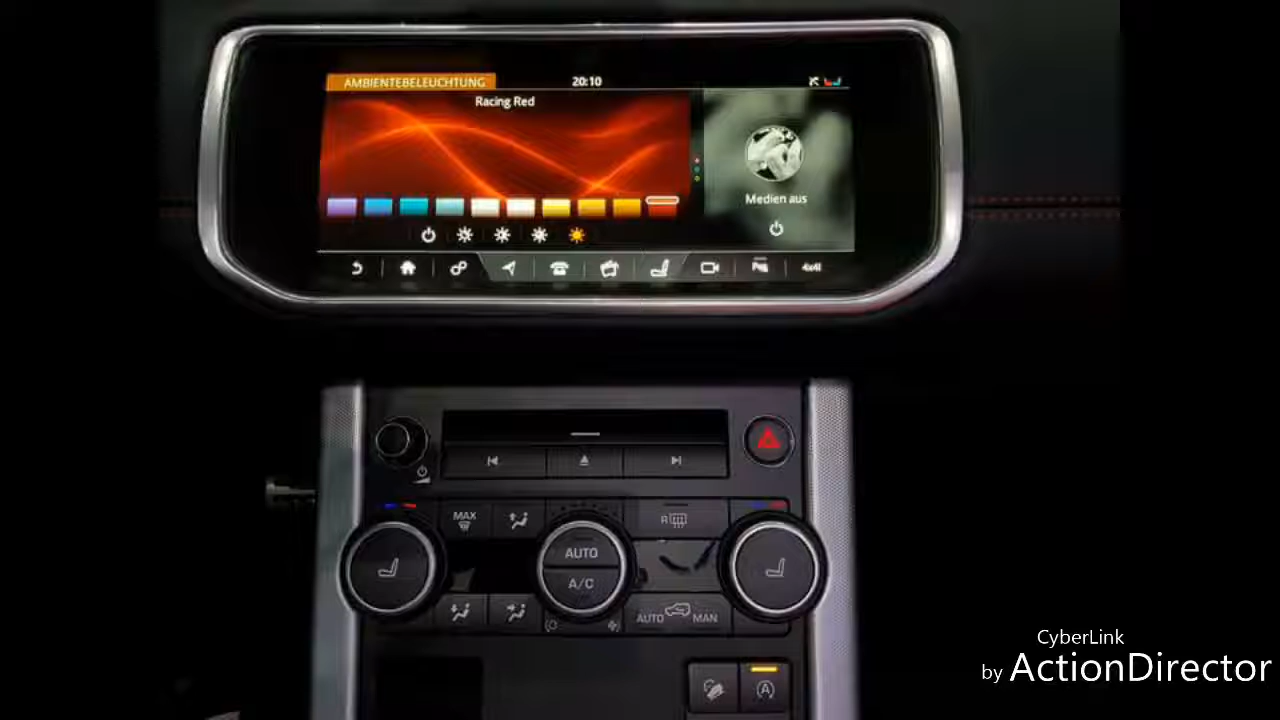 AMBIENTEBELEUCHTUNG
20:10
Racing Red
Medien aus
4x4i
MAX
R
AUTO
A/C
AUTO MAN
A
CyberLink
by ActionDirector